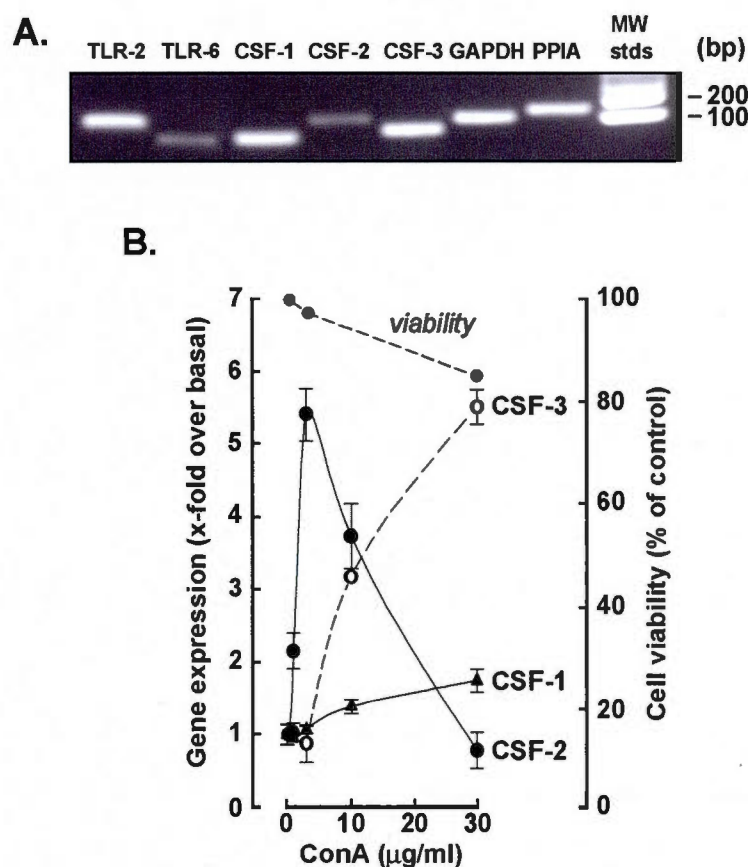 A.
TLR-2 TLR-6 CSF-1 CSF-2 CSF-3 GAPDH PPIA MW stds (bp)
– 200
– 100
B.
Gene expression (x-fold over basal)
7
6
5
4
3
2
1
0
viability
CSF-3
CSF-1
CSF-2
100
80
60
40
20
0
Cell viability (% of control)
0 10 20 30
ConA (µg/ml)